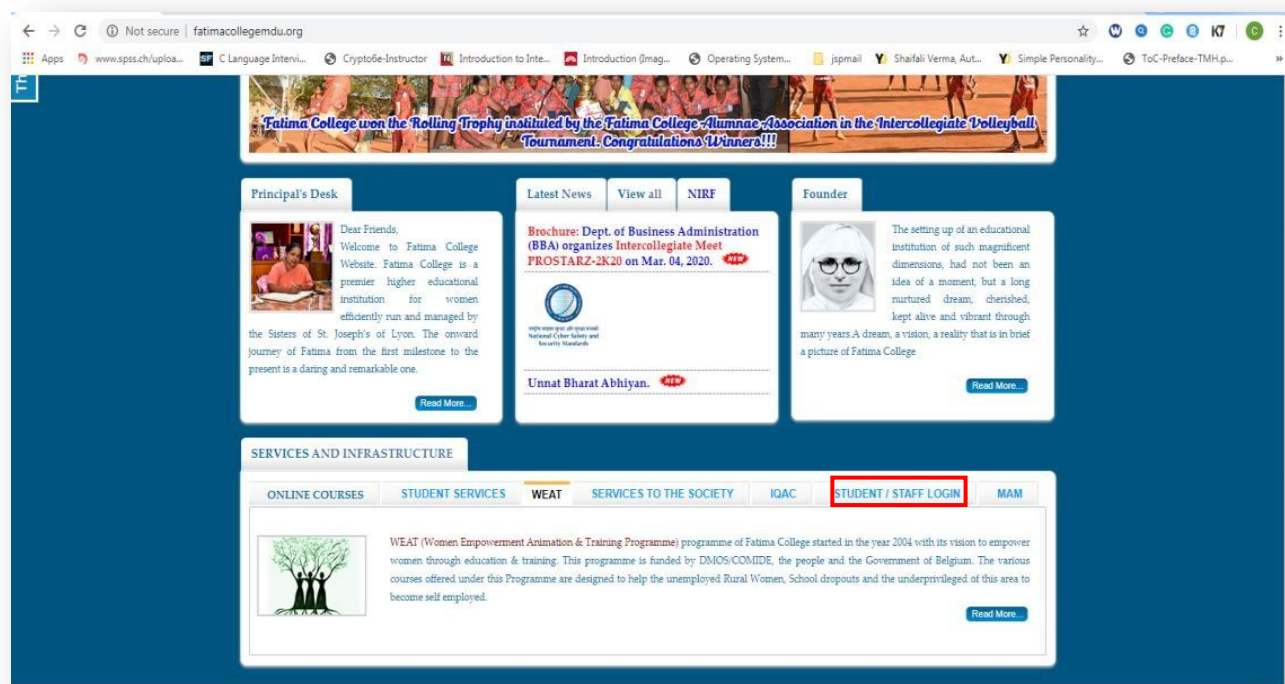 Not secure | fatimacollegemdu.org
Apps www.spss.ch/uploa... C Language Intervi... Crypto6e-Instructor Introduction to Inte... Introduction (Imag... Operating System... jspmail Shaifali Verma, Aut... Simple Personality... ToC-Preface-TMH.p... »
Th
Fatima College won the Rolling Trophy instituted by the Fatima College Alumnae Association in the Intercollegiate Volleyball
Tournament. Congratulations Winners!!!
Principal's Desk
Dear Friends,
Welcome to Fatima College
Website. Fatima College is a
premier higher educational
institution for women
efficiently run and managed by
the Sisters of St. Joseph's of Lyon. The onward
journey of Fatima from the first milestone to the
present is a daring and remarkable one.
Read More...
Latest News View all NIRF
Brochure: Dept. of Business Administration
(BBA) organizes Intercollegiate Meet
PROSTARZ-2K20 on Mar. 04, 2020.
National Cyber Safety and
Security Standards
Unnat Bharat Abhiyan.
Founder
The setting up of an educational
institution of such magnificent
dimensions, had not been an
idea of a moment, but a long
nurtured dream, cherished,
kept alive and vibrant through
many years.A dream, a vision, a reality that is in brief
a picture of Fatima College
Read More...
SERVICES AND INFRASTRUCTURE
ONLINE COURSES STUDENT SERVICES WEAT SERVICES TO THE SOCIETY IQAC STUDENT / STAFF LOGIN MAM
WEAT (Women Empowerment Animation & Training Programme) programme of Fatima College started in the year 2004 with its vision to empower
women through education & training. This programme is funded by DMOS/COMIDE, the people and the Government of Belgium. The various
courses offered under this Programme are designed to help the unemployed Rural Women, School dropouts and the underprivileged of this area to
become self employed.
Read More...